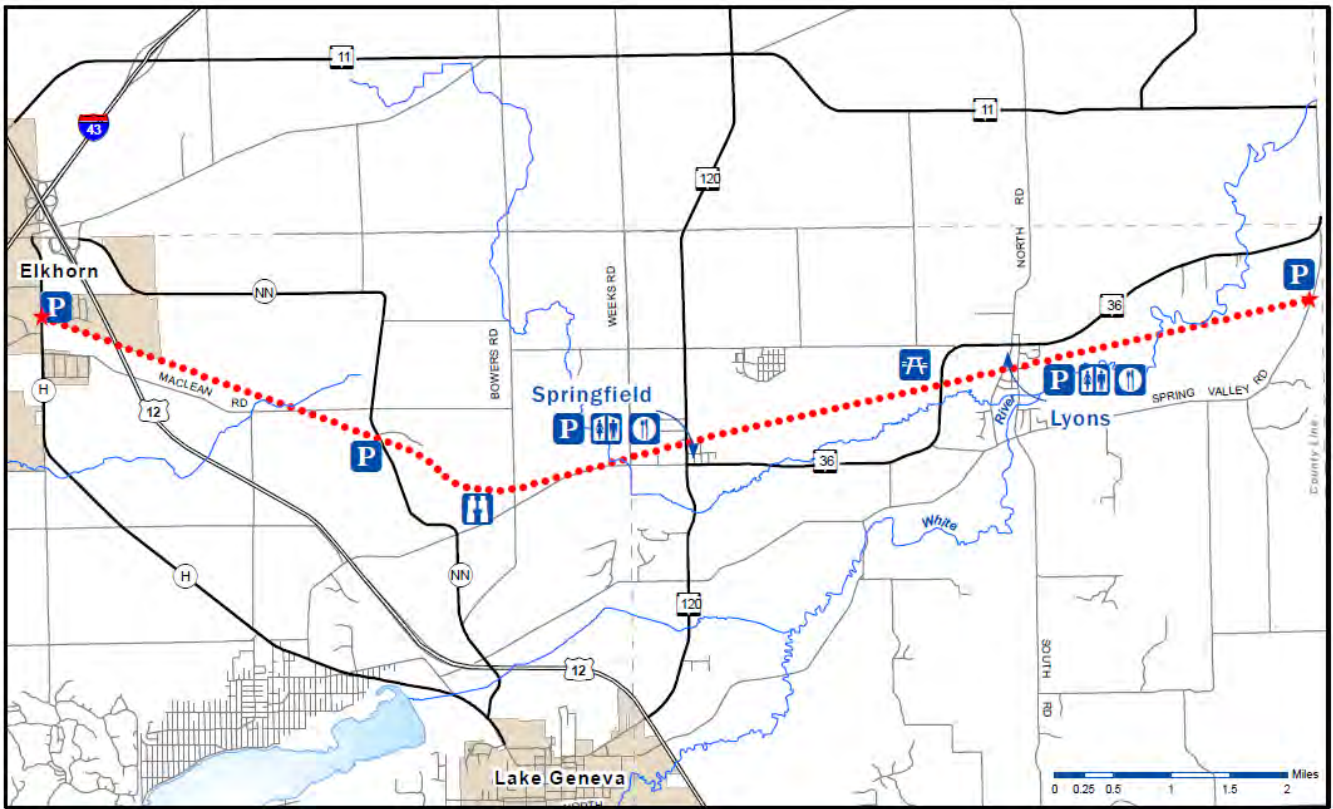 11
43
11
120
NORTH RD
Elkhorn
P
NN
WEEKS RD
BOWERS RD
36
P
H
MACLEAN RD
12
Springfield
P
P
River
SPRING VALLEY RD
Lyons
P
36
County Line
White
H
NN
120
12
SOUTH RD
Lake Geneva
NORTH
Miles
0 0.25 0.5 1 1.5 2